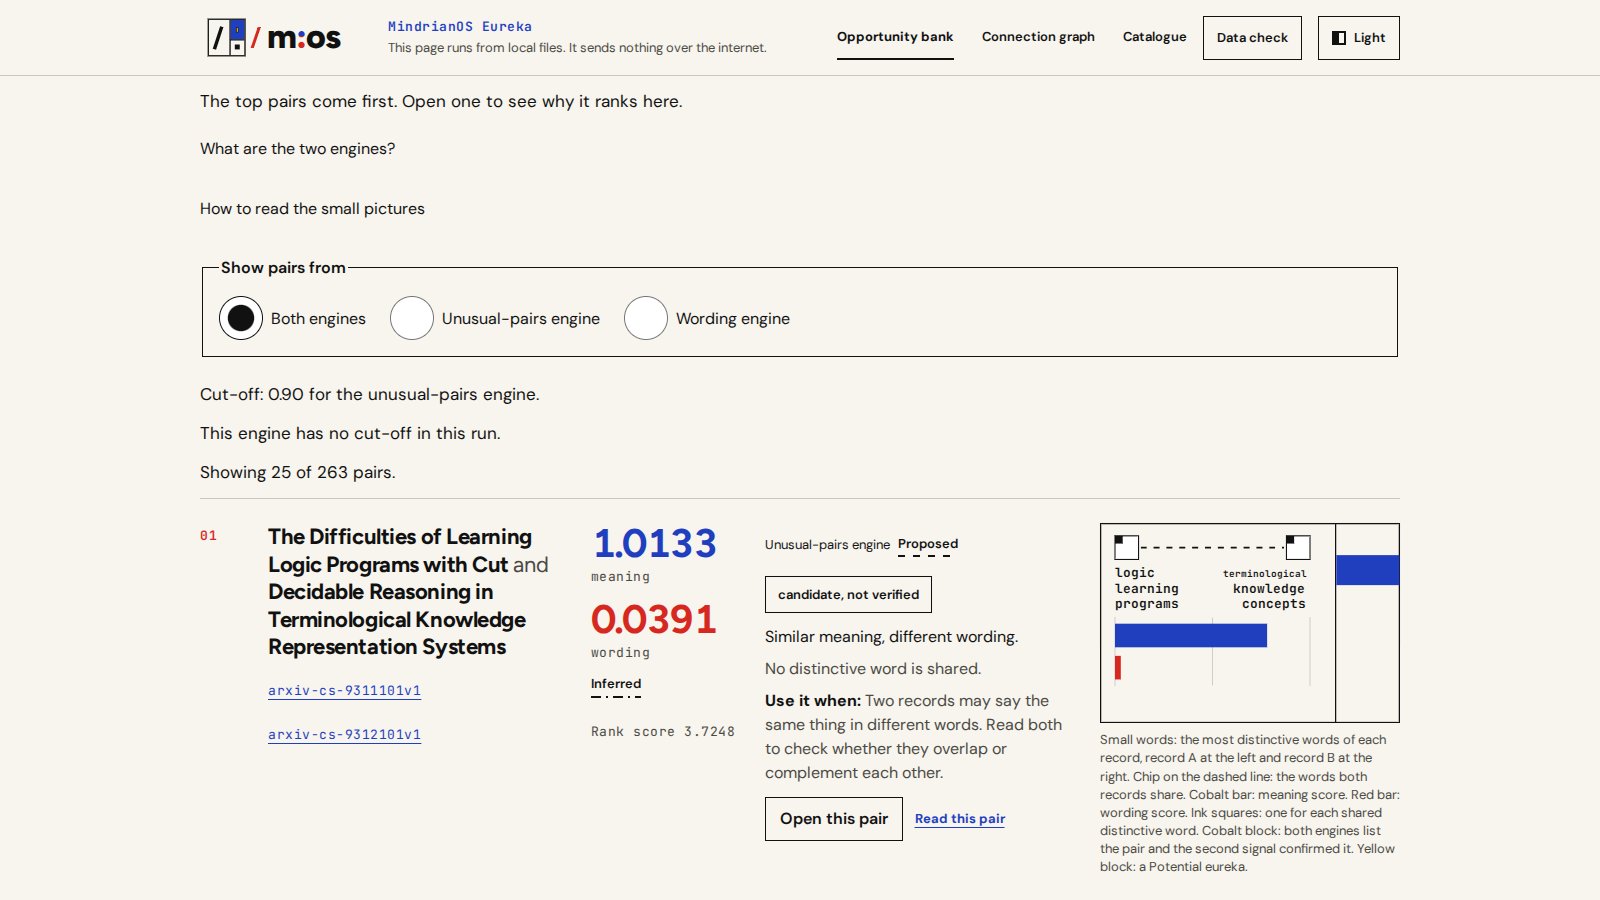 m:os
MindrianOS Eureka
This page runs from local files. It sends nothing over the internet.
Opportunity bank
Connection graph
Catalogue
Data check
Light
The top pairs come first. Open one to see why it ranks here.
What are the two engines?
How to read the small pictures
Show pairs from
Both engines
Unusual-pairs engine
Wording engine
Cut-off: 0.90 for the unusual-pairs engine.
This engine has no cut-off in this run.
Showing 25 of 263 pairs.
01
The Difficulties of Learning
Logic Programs with Cut and
Decidable Reasoning in
Terminological Knowledge
Representation Systems
arxiv-cs-9311101v1
arxiv-cs-9312101v1
1.0133
meaning
0.0391
wording
Inferred
Rank score 3.7248
Unusual-pairs engine Proposed
candidate, not verified
Similar meaning, different wording.
No distinctive word is shared.
Use it when: Two records may say the
same thing in different words. Read both
to check whether they overlap or
complement each other.
Open this pair
Read this pair
logic
learning
programs
terminological
knowledge
concepts
Small words: the most distinctive words of each
record, record A at the left and record B at the
right. Chip on the dashed line: the words both
records share. Cobalt bar: meaning score. Red bar:
wording score. Ink squares: one for each shared
distinctive word. Cobalt block: both engines list
the pair and the second signal confirmed it. Yellow
block: a Potential eureka.